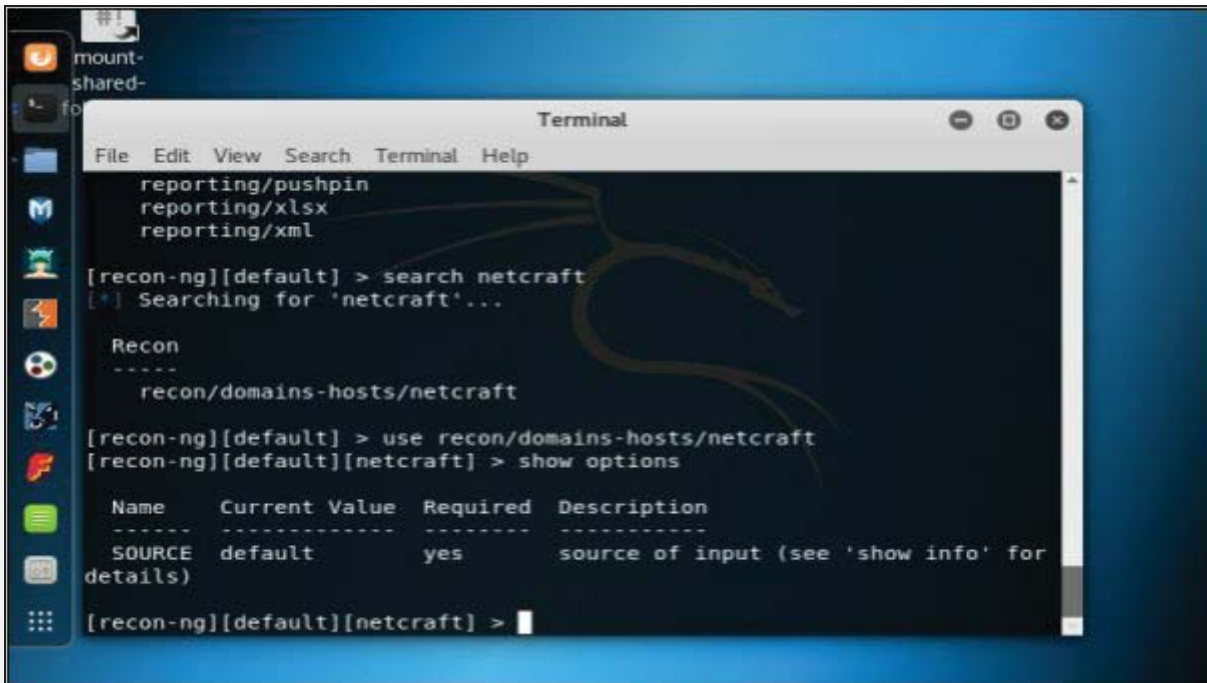 #!
mount-
shared-
fo
Terminal
File Edit View Search Terminal Help
reporting/pushpin
reporting/xlsx
reporting/xml
[recon-ng][default] > search netcraft
[*] Searching for 'netcraft'...
Recon
-----
recon/domains-hosts/netcraft
[recon-ng][default] > use recon/domains-hosts/netcraft
[recon-ng][default][netcraft] > show options
Name Current Value Required Description
------ ------------- -------- -----------
SOURCE default yes source of input (see 'show info' for
details)
[recon-ng][default][netcraft] >